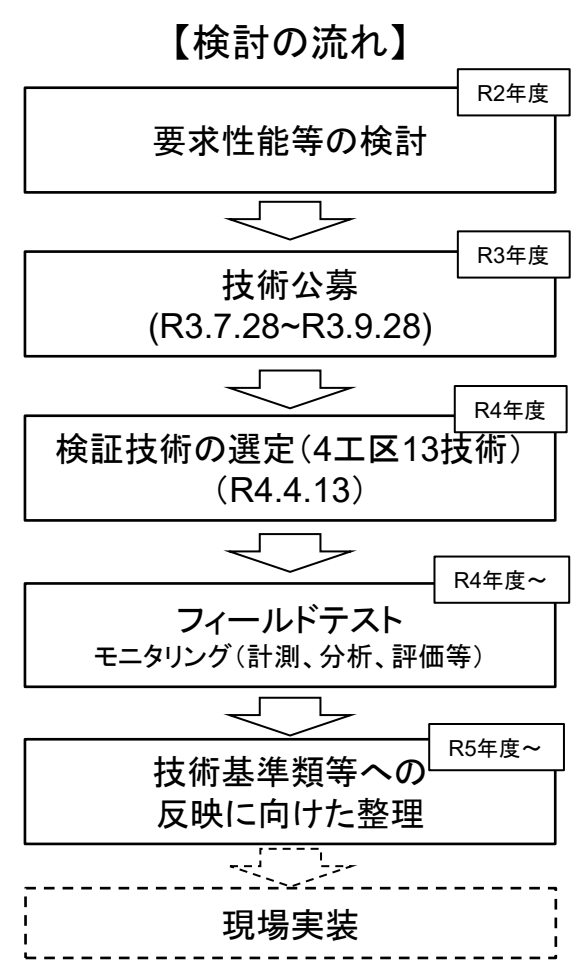 【検討の流れ】
R2年度
要求性能等の検討
R3年度
技術公募
(R3.7.28~R3.9.28)
R4年度
検証技術の選定（4工区13技術）
（R4.4.13）
R4年度～
フィールドテスト
モニタリング（計測、分析、評価等）
R5年度～
技術基準類等への
反映に向けた整理
現場実装